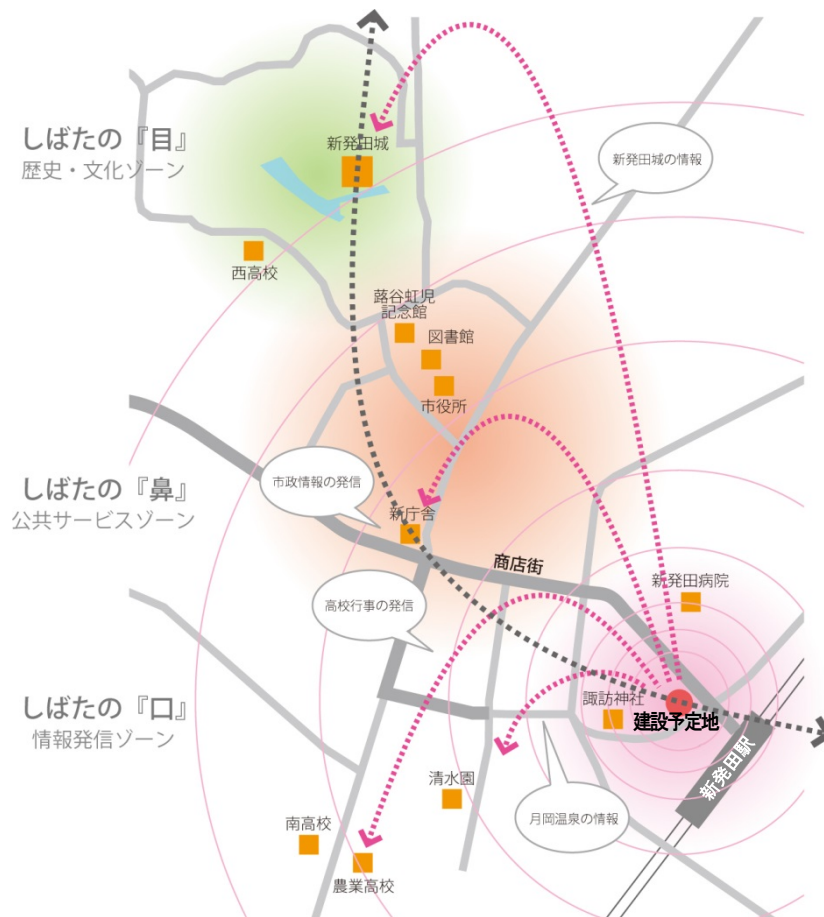 しばたの『目』
歴史・文化ゾーン
新発田城
新発田城の情報
西高校
蕗谷虹児
記念館
図書館
市役所
しばたの『鼻』
公共サービスゾーン
市政情報の発信
新庁舎
商店街
新発田病院
高校行事の発信
しばたの『口』
情報発信ゾーン
諏訪神社
建設予定地
新発田駅
清水園
月岡温泉の情報
南高校
農業高校